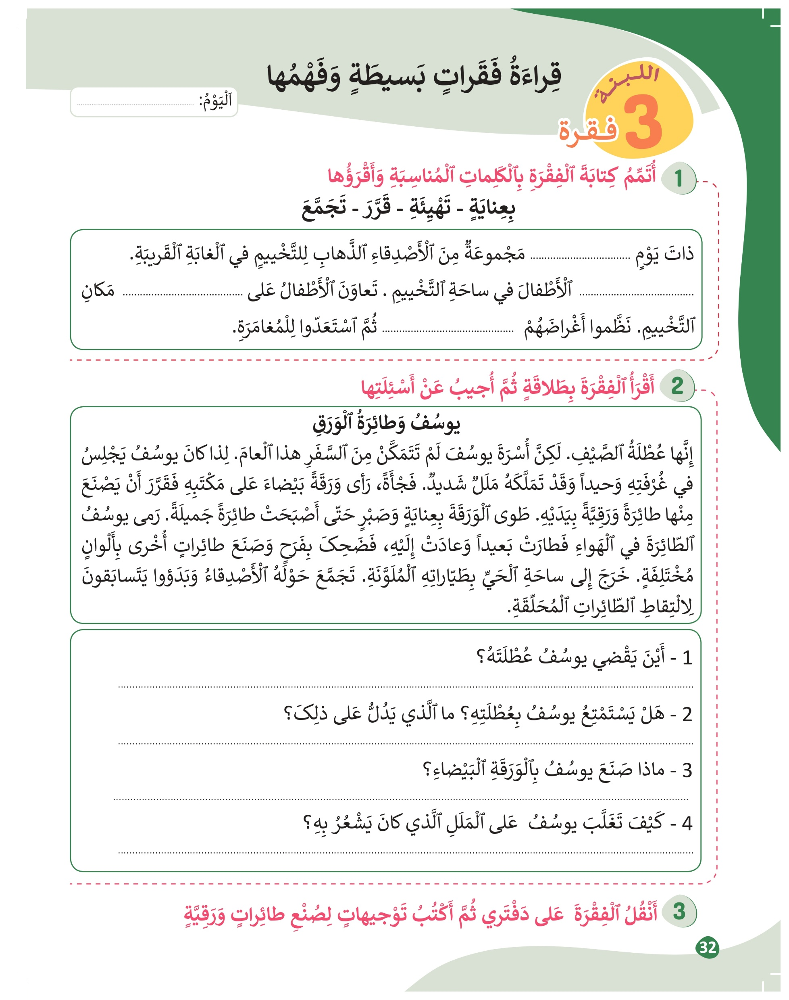 قِراءَةُ فَقَراتٍ بَسيطَةٍ وَفَهْمُها
اللـبـنة
3
فـقـرة
اَلْيَوْمُ: ........................
1 أُتَمِّمُ كِتابَةَ ٱلْفِقْرَةِ بِٱلْكَلِماتِ ٱلْمُناسِبَةِ وَأَقْرَؤُها
بِعِنايَةٍ - تَهْيِئَةِ - قَرَّرَ - تَجَمَّعَ
ذاتَ يَوْمٍ ........................ مَجْموعَةٌ مِنَ ٱلْأَصْدِقاءِ ٱلذَّهابِ لِلتَّخْييمِ في ٱلْغابَةِ ٱلْقَريبَةِ.
........................ ٱلْأَطْفالَ في ساحَةِ ٱلتَّخْييمِ . تَعاوَنَ ٱلْأَطْفالُ عَلى ........................ مَكانِ
ٱلتَّخْييمِ. نَظَّموا أَغْراضَهُمْ ........................ ثُمَّ ٱسْتَعَدّوا لِلْمُغامَرَةِ.
2 أَقْرَأُ ٱلْفِقْرَةَ بِطَلاقَةٍ ثُمَّ أُجيبُ عَنْ أَسْئِلَتِها
يوسُفُ وَطائِرَةُ ٱلْوَرَقِ
إِنَّها عُطْلَةُ ٱلصَّيْفِ. لَكِنَّ أُسْرَةَ يوسُفَ لَمْ تَتَمَكَّنْ مِنَ ٱلسَّفَرِ هذا ٱلْعامَ. لِذا كانَ يوسُفُ يَجْلِسُ
في غُرْفَتِهِ وَحيداً وَقَدْ تَمَلَّكَهُ مَلَلٌ شَديدٌ. فَجْأَةً، رَأى وَرَقَةً بَيْضاءَ عَلى مَكْتَبِهِ فَقَرَّرَ أَنْ يَصْنَعَ
مِنْها طائِرَةً وَرَقِيَّةً بِيَدَيْهِ. طَوى ٱلْوَرَقَةَ بِعِنايَةٍ وَصَبْرٍ حَتّى أَصْبَحَتْ طائِرَةً جَميلَةً. رَمى يوسُفُ
ٱلطّائِرَةَ في ٱلْهَواءِ فَطارَتْ بَعيداً وَعادَتْ إِلَيْهِ، فَضَحِكَ بِفَرَحٍ وَصَنَعَ طائِراتٍ أُخْرى بِأَلْوانٍ
مُخْتَلِفَةٍ. خَرَجَ إِلى ساحَةِ ٱلْحَيِّ بِطَيّاراتِهِ ٱلْمُلَوَّنَةِ. تَجَمَّعَ حَوْلَهُ ٱلْأَصْدِقاءُ وَبَدَؤوا يَتَسابَقونَ
لِالْتِقاطِ ٱلطّائِراتِ ٱلْمُحَلِّقَةِ.
1 - أَيْنَ يَقْضي يوسُفُ عُطْلَتَهُ؟
2 - هَلْ يَسْتَمْتِعُ يوسُفُ بِعُطْلَتِهِ؟ ما ٱلَّذي يَدُلُّ عَلى ذلِكَ؟
3 - ماذا صَنَعَ يوسُفُ بِٱلْوَرَقَةِ ٱلْبَيْضاءِ؟
4 - كَيْفَ تَغَلَّبَ يوسُفُ عَلى ٱلْمَلَلِ ٱلَّذي كانَ يَشْعُرُ بِهِ؟
3 أَنْقُلُ ٱلْفِقْرَةَ عَلى دَفْتَري ثُمَّ أَكْتُبُ تَوْجيهاتٍ لِصُنْعِ طائِراتٍ وَرَقِيَّةٍ
32